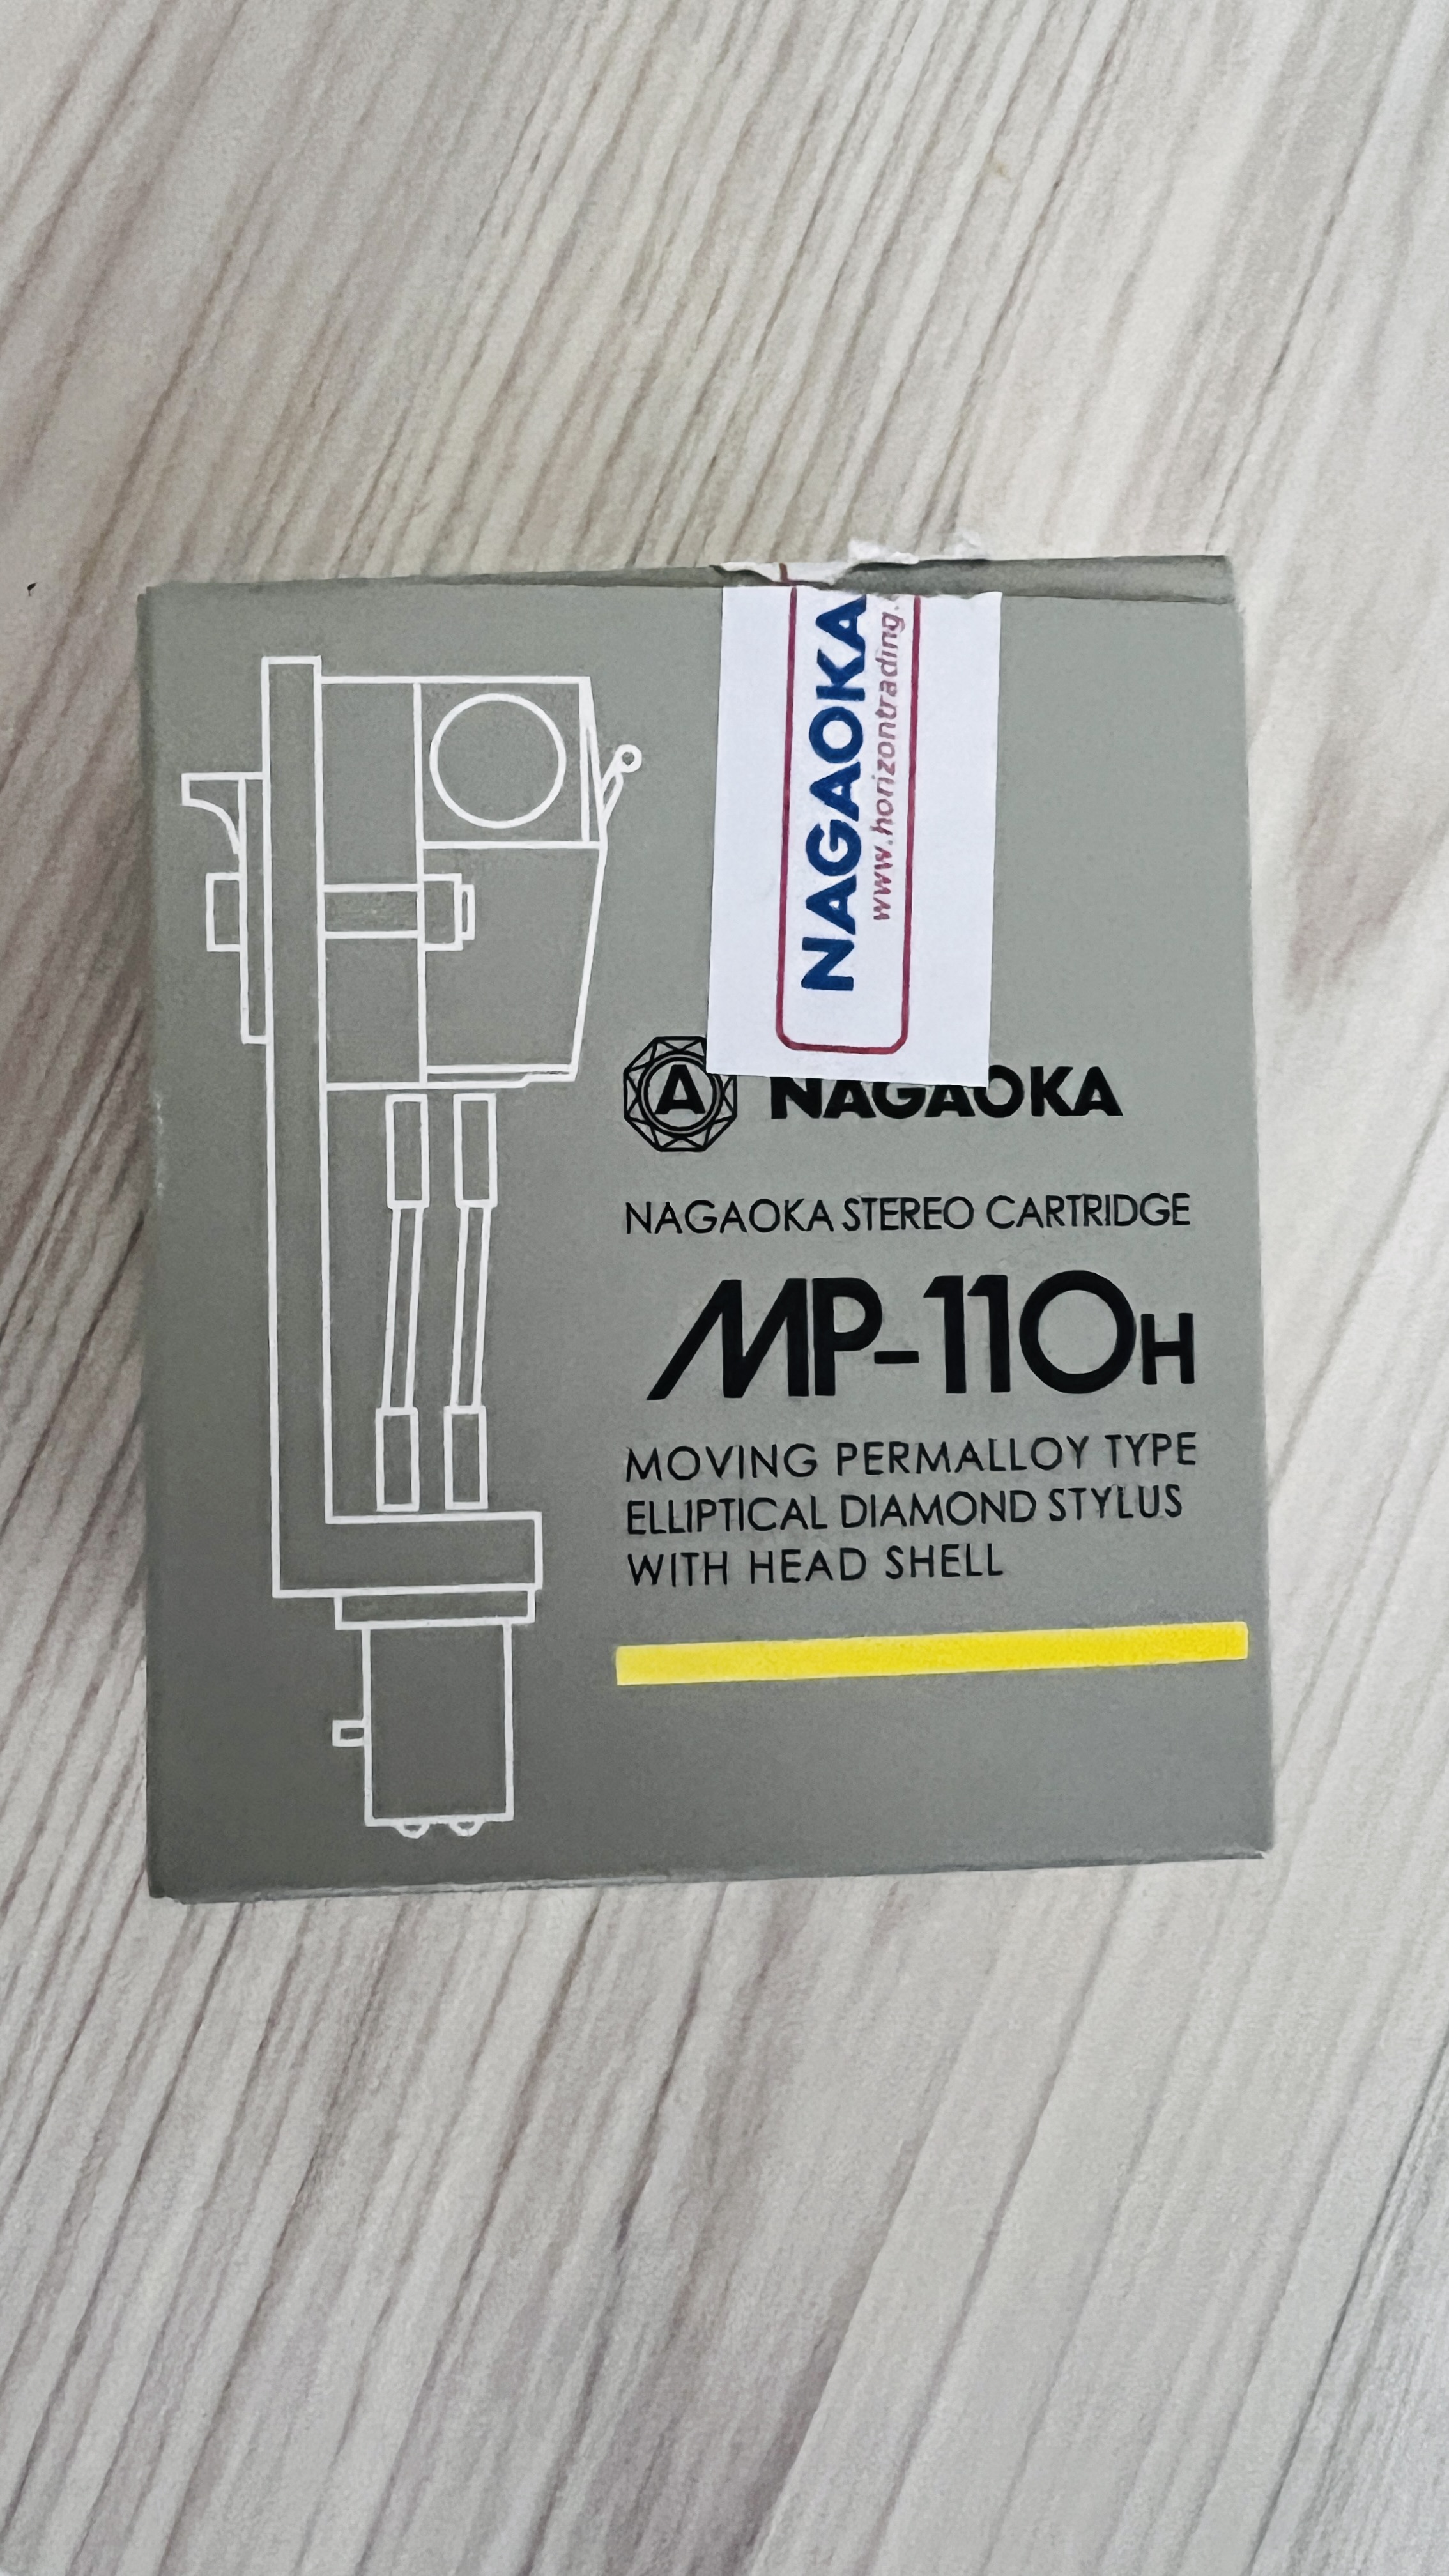 NAGAOKA
www.horizontrading.
A NAGAOKA
NAGAOKA STEREO CARTRIDGE
MP-110H
MOVING PERMALLOY TYPE
ELLIPTICAL DIAMOND STYLUS
WITH HEAD SHELL